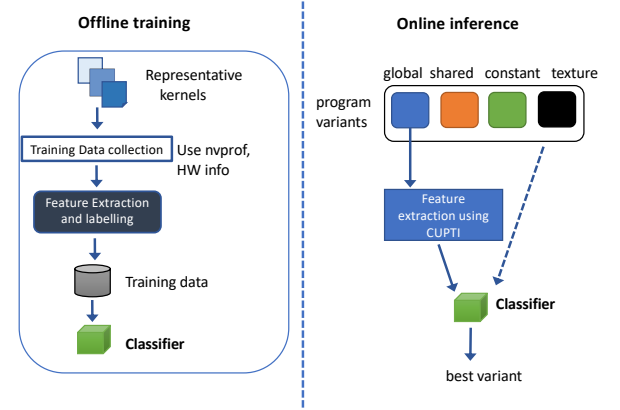 Offline training
Representative
kernels
Training Data collection
Use nvprof,
HW info
Feature Extraction
and labelling
Training data
Classifier
Online inference
global shared constant texture
program
variants
Feature
extraction using
CUPTI
Classifier
best variant